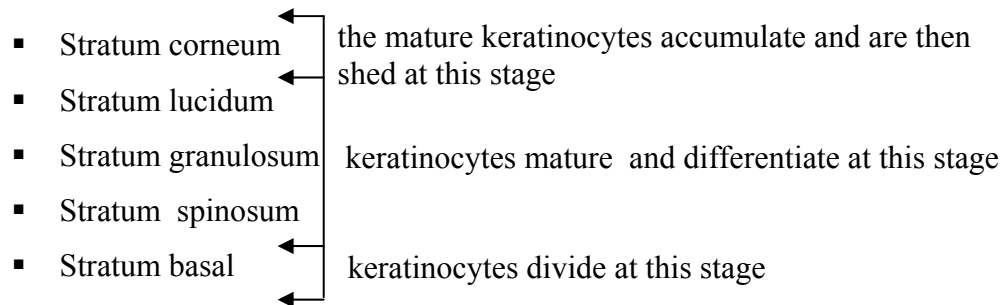 ▪ Stratum corneum
the mature keratinocytes accumulate and are then
shed at this stage
▪ Stratum lucidum
▪ Stratum granulosum
keratinocytes mature and differentiate at this stage
▪ Stratum spinosum
▪ Stratum basal
keratinocytes divide at this stage